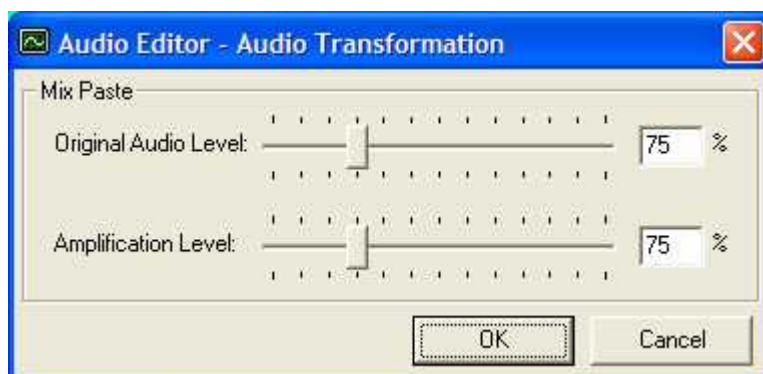 Audio Editor - Audio Transformation
Mix Paste
Original Audio Level: 75 %
Amplification Level: 75 %
OK Cancel